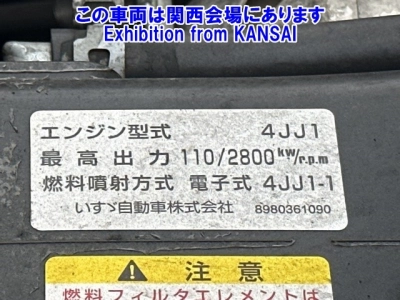 この車両は関西会場にあります
Exhibition from KANSAI
エンジン型式 4JJ1
最高出力 110/2800kW/r.p.m
燃料噴射方式 電子式 4JJ1-1
いすゞ自動車株式会社 8980361090
注意
燃料フィルタエレメントは